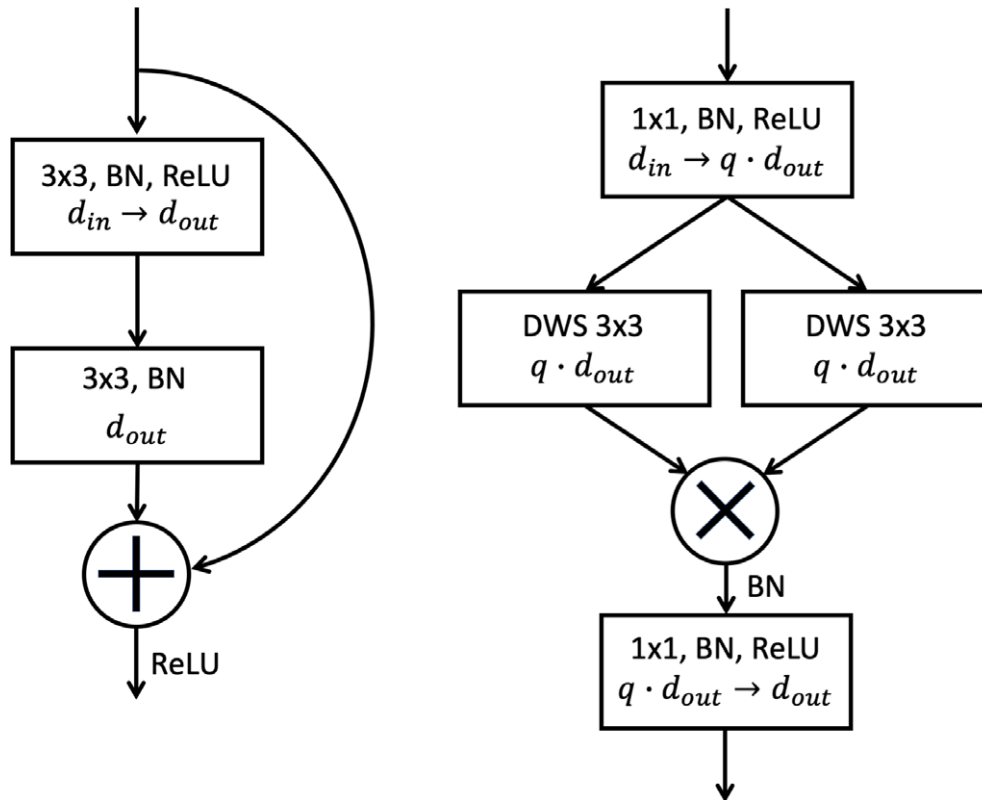 3x3, BN, ReLU
d_in → d_out
3x3, BN
d_out
ReLU
1x1, BN, ReLU
d_in → q · d_out
DWS 3x3
q · d_out
DWS 3x3
q · d_out
BN
1x1, BN, ReLU
q · d_out → d_out